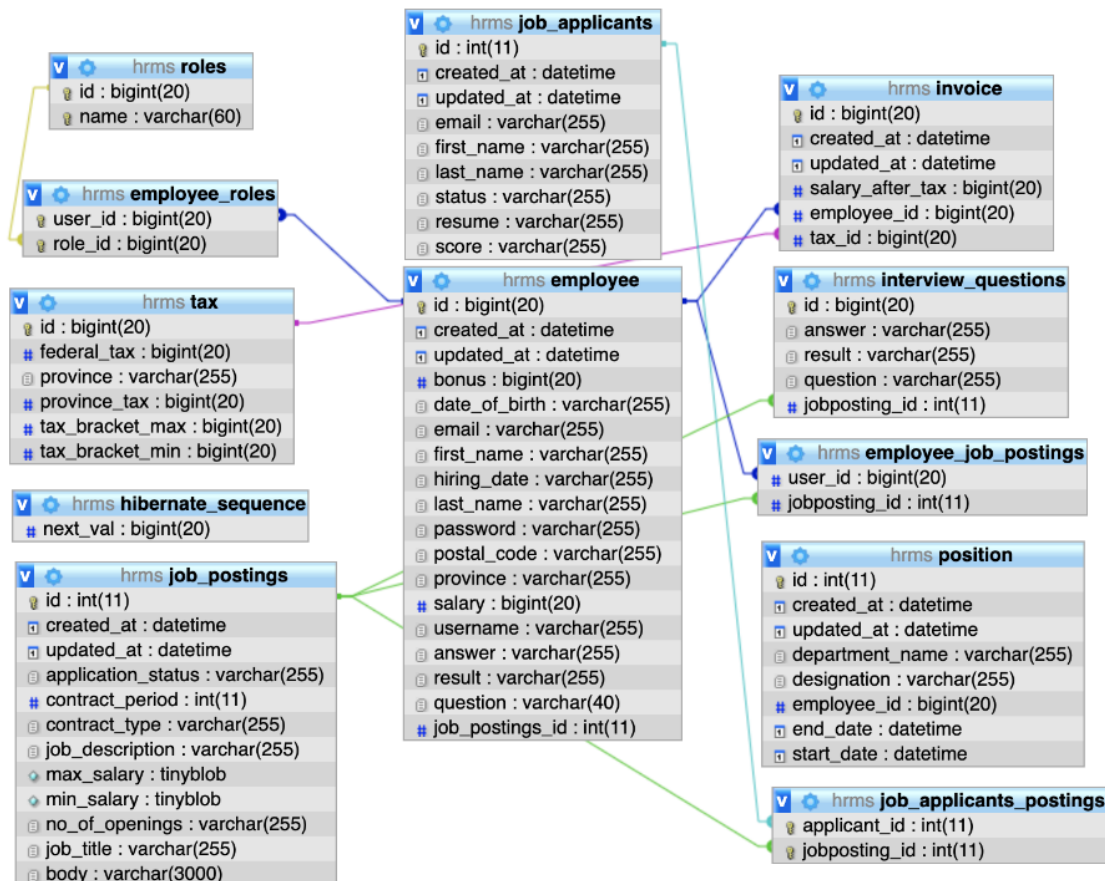 hrms roles
id : bigint(20)
name : varchar(60)
hrms employee_roles
user_id : bigint(20)
role_id : bigint(20)
hrms tax
id : bigint(20)
federal_tax : bigint(20)
province : varchar(255)
province_tax : bigint(20)
tax_bracket_max : bigint(20)
tax_bracket_min : bigint(20)
hrms hibernate_sequence
next_val : bigint(20)
hrms job_postings
id : int(11)
created_at : datetime
updated_at : datetime
application_status : varchar(255)
contract_period : int(11)
contract_type : varchar(255)
job_description : varchar(255)
max_salary : tinyblob
min_salary : tinyblob
no_of_openings : varchar(255)
job_title : varchar(255)
body : varchar(3000)
hrms job_applicants
id : int(11)
created_at : datetime
updated_at : datetime
email : varchar(255)
first_name : varchar(255)
last_name : varchar(255)
status : varchar(255)
resume : varchar(255)
score : varchar(255)
hrms employee
id : bigint(20)
created_at : datetime
updated_at : datetime
bonus : bigint(20)
date_of_birth : varchar(255)
email : varchar(255)
first_name : varchar(255)
hiring_date : varchar(255)
last_name : varchar(255)
password : varchar(255)
postal_code : varchar(255)
province : varchar(255)
salary : bigint(20)
username : varchar(255)
answer : varchar(255)
result : varchar(255)
question : varchar(40)
job_postings_id : int(11)
hrms invoice
id : bigint(20)
created_at : datetime
updated_at : datetime
salary_after_tax : bigint(20)
employee_id : bigint(20)
tax_id : bigint(20)
hrms interview_questions
id : bigint(20)
answer : varchar(255)
result : varchar(255)
question : varchar(255)
jobposting_id : int(11)
hrms employee_job_postings
user_id : bigint(20)
jobposting_id : int(11)
hrms position
id : int(11)
created_at : datetime
updated_at : datetime
department_name : varchar(255)
designation : varchar(255)
employee_id : bigint(20)
end_date : datetime
start_date : datetime
hrms job_applicants_postings
applicant_id : int(11)
jobposting_id : int(11)